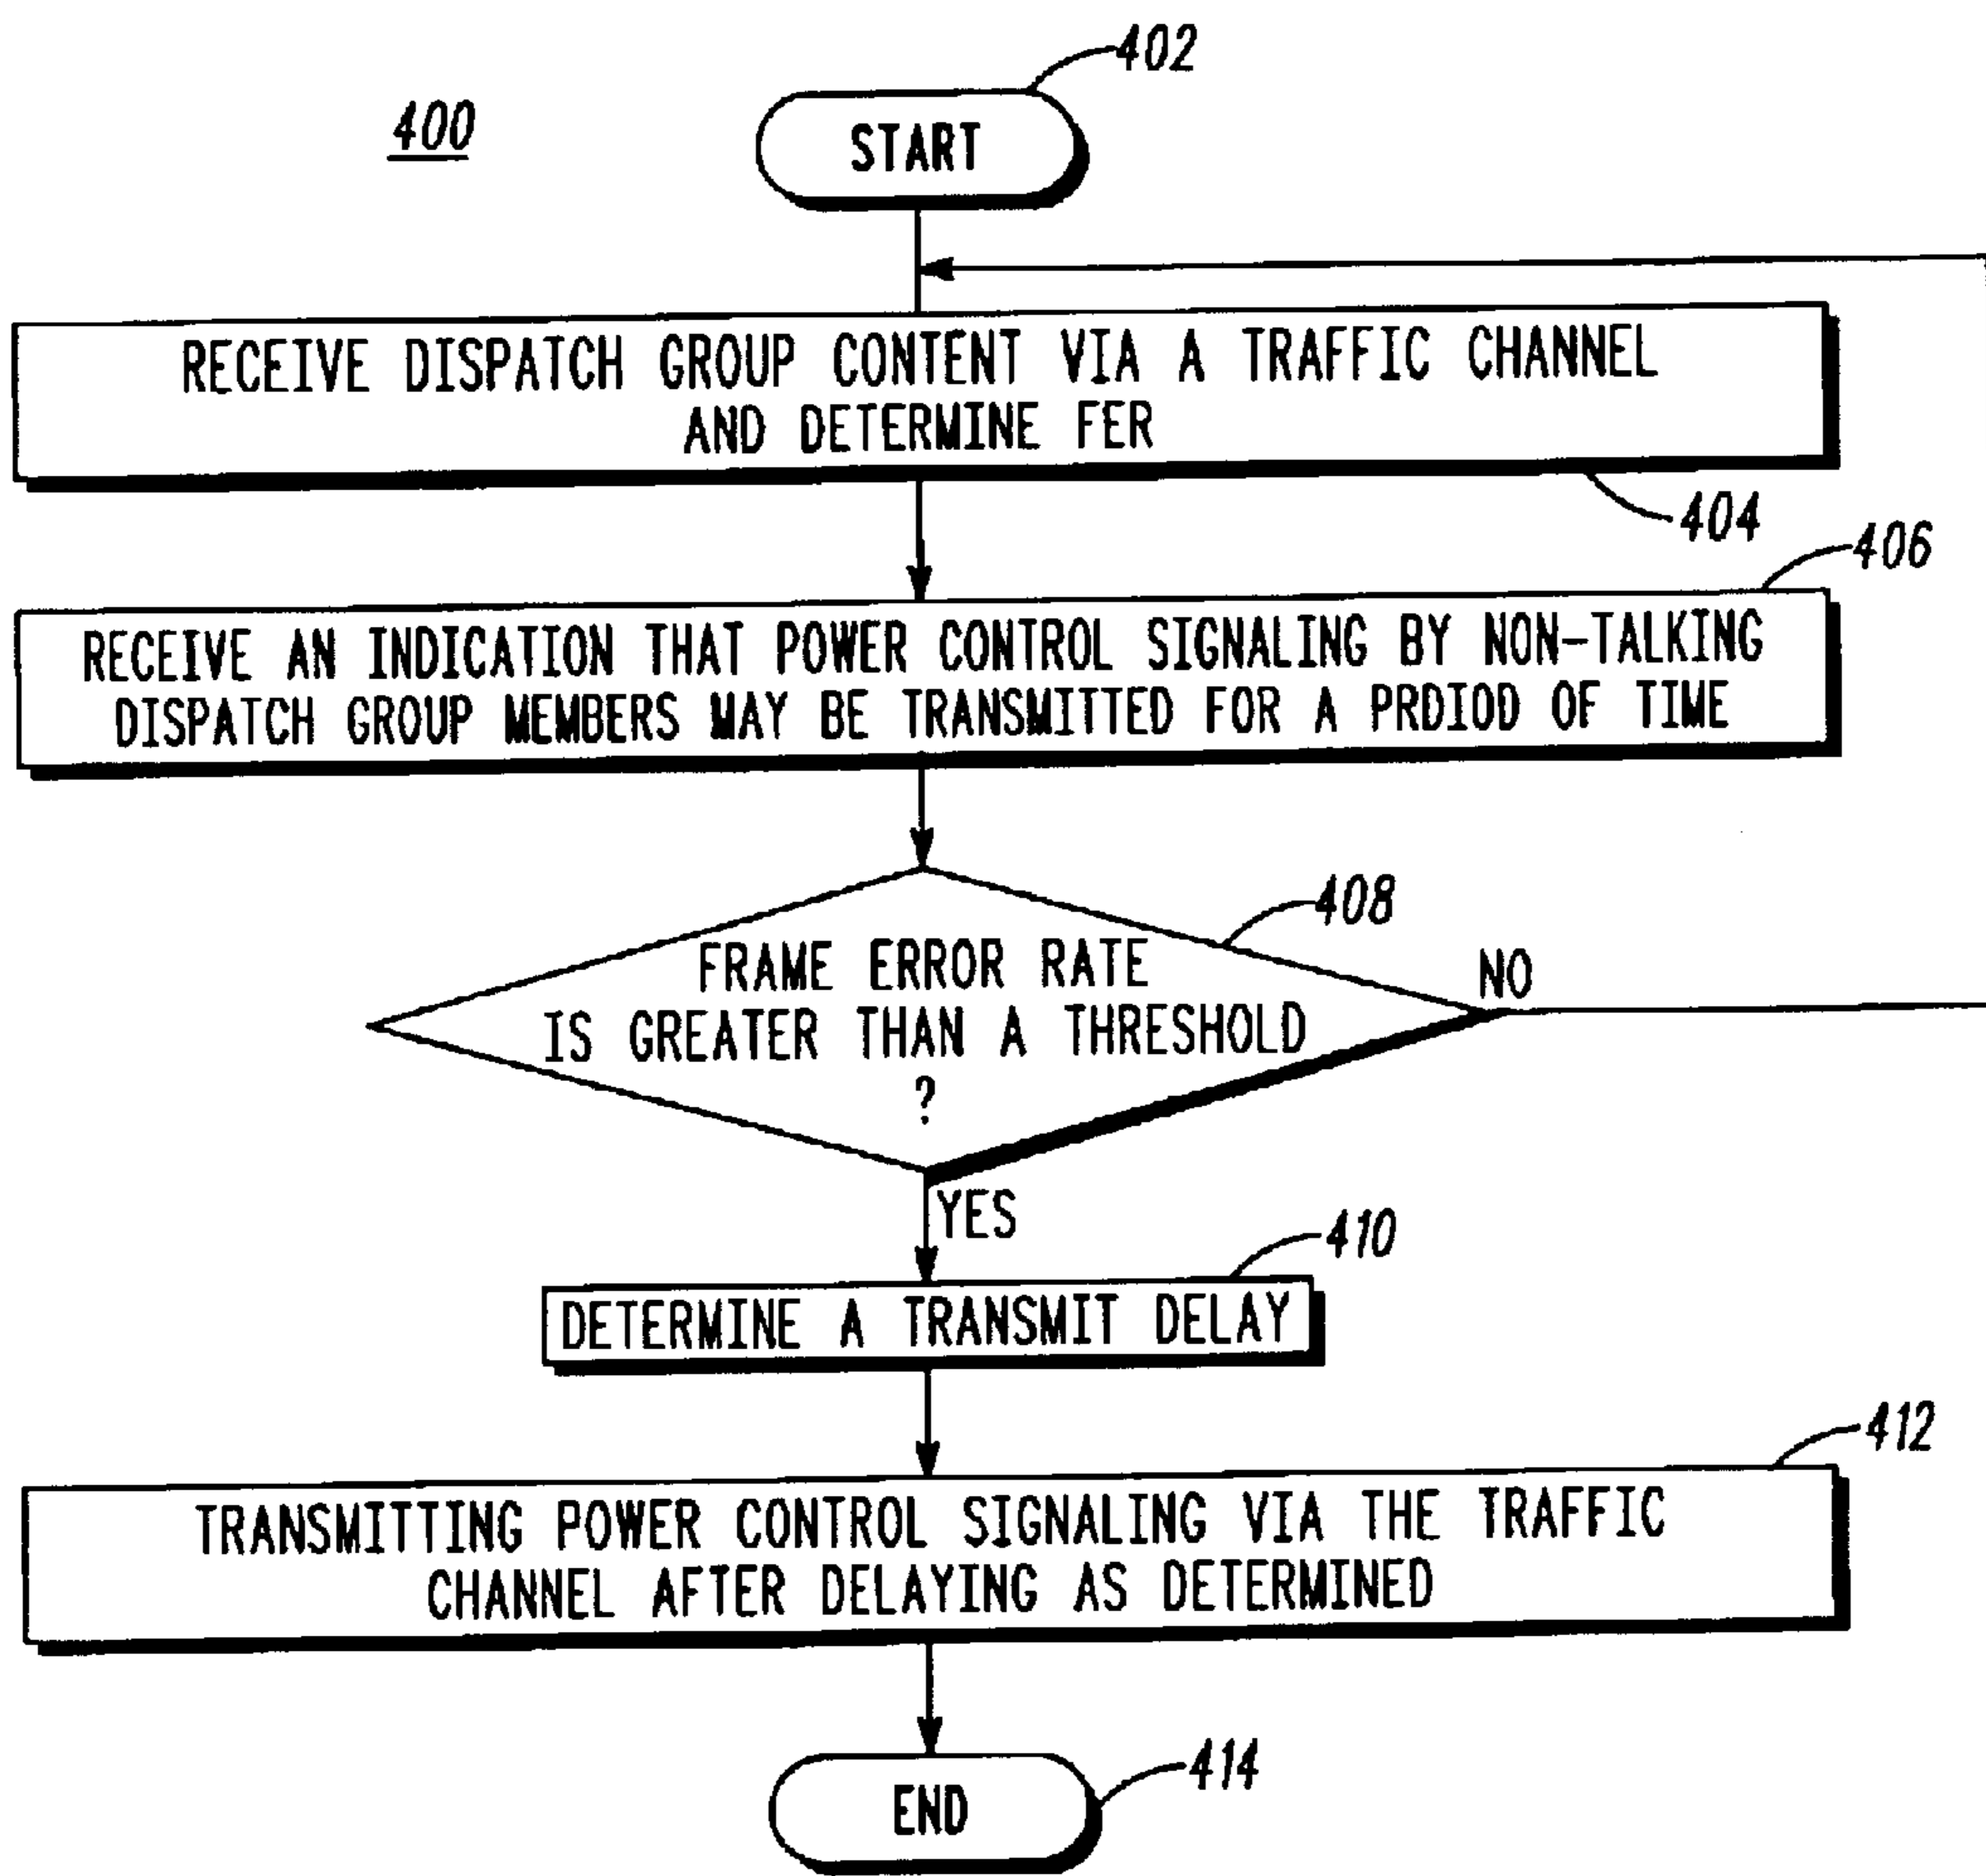 402
400
START
RECEIVE DISPATCH GROUP CONTENT VIA A TRAFFIC CHANNEL
AND DETERMINE FER
404
406
RECEIVE AN INDICATION THAT POWER CONTROL SIGNALING BY NON-TALKING
DISPATCH GROUP MEMBERS MAY BE TRANSMITTED FOR A PRDIOD OF TIME
408
FRAME ERROR RATE
IS GREATER THAN A THRESHOLD
?
NO
YES
410
DETERMINE A TRANSMIT DELAY
412
TRANSMITTING POWER CONTROL SIGNALING VIA THE TRAFFIC
CHANNEL AFTER DELAYING AS DETERMINED
END
414